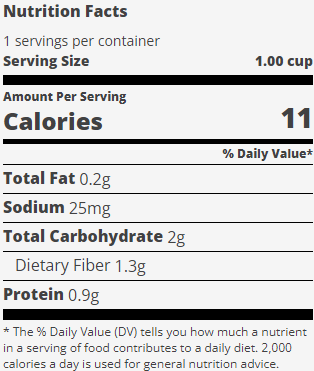 Nutrition Facts
1 servings per container
Serving Size 1.00 cup
Amount Per Serving
Calories 11
% Daily Value*
Total Fat 0.2g
Sodium 25mg
Total Carbohydrate 2g
Dietary Fiber 1.3g
Protein 0.9g
* The % Daily Value (DV) tells you how much a nutrient
in a serving of food contributes to a daily diet. 2,000
calories a day is used for general nutrition advice.